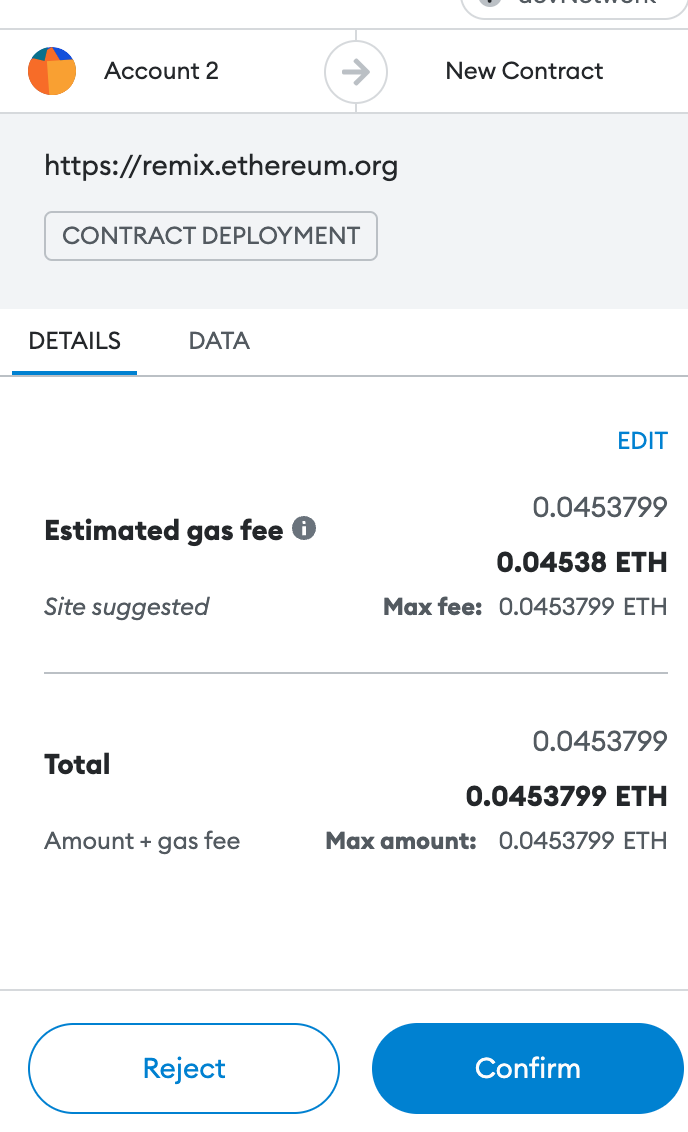 devNetwork
Account 2
New Contract
https://remix.ethereum.org
CONTRACT DEPLOYMENT
DETAILS DATA
EDIT
0.0453799
Estimated gas fee
0.04538 ETH
Site suggested Max fee: 0.0453799 ETH
0.0453799
Total
0.0453799 ETH
Amount + gas fee Max amount: 0.0453799 ETH
Reject Confirm